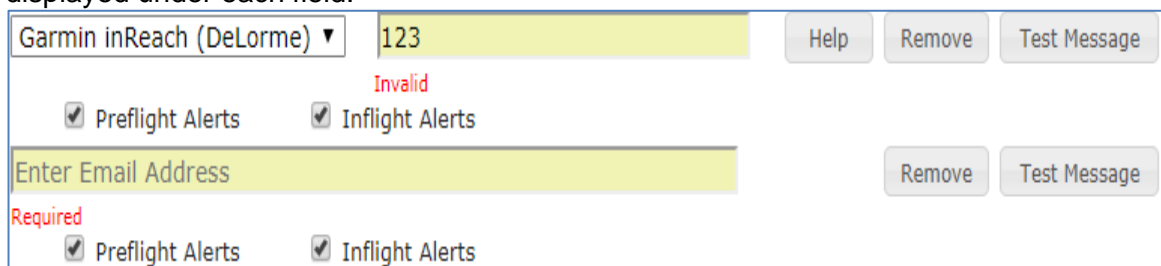 displayed under each field.
Garmin inReach (DeLorme) 123 Help Remove Test Message
Invalid
Preflight Alerts Inflight Alerts
Enter Email Address Remove Test Message
Required
Preflight Alerts Inflight Alerts